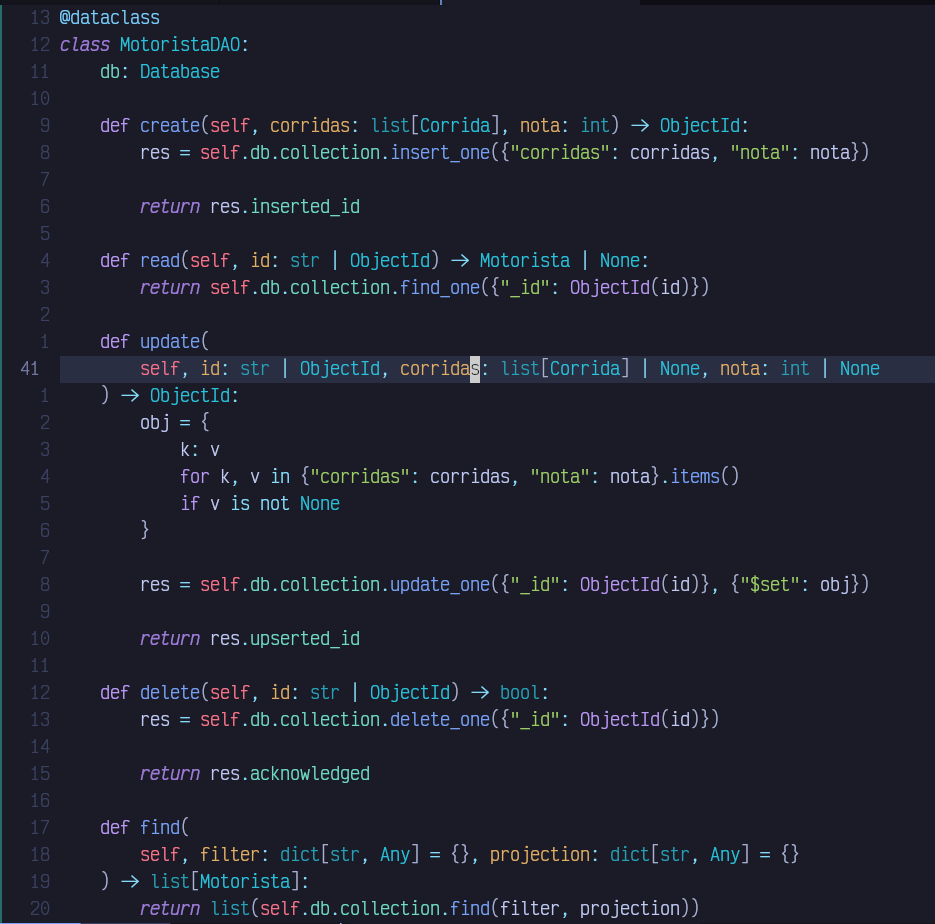 13 @dataclass
12 class MotoristaDAO:
11     db: Database
10
9     def create(self, corridas: list[Corrida], nota: int) -> ObjectId:
8         res = self.db.collection.insert_one({"corridas": corridas, "nota": nota})
7
6         return res.inserted_id
5
4     def read(self, id: str | ObjectId) -> Motorista | None:
3         return self.db.collection.find_one({"_id": ObjectId(id)})
2
1     def update(
41         self, id: str | ObjectId, corridas: list[Corrida] | None, nota: int | None
1     ) -> ObjectId:
2         obj = {
3             k: v
4             for k, v in {"corridas": corridas, "nota": nota}.items()
5             if v is not None
6         }
7
8         res = self.db.collection.update_one({"_id": ObjectId(id)}, {"$set": obj})
9
10         return res.upserted_id
11
12     def delete(self, id: str | ObjectId) -> bool:
13         res = self.db.collection.delete_one({"_id": ObjectId(id)})
14
15         return res.acknowledged
16
17     def find(
18         self, filter: dict[str, Any] = {}, projection: dict[str, Any] = {}
19     ) -> list[Motorista]:
20         return list(self.db.collection.find(filter, projection))